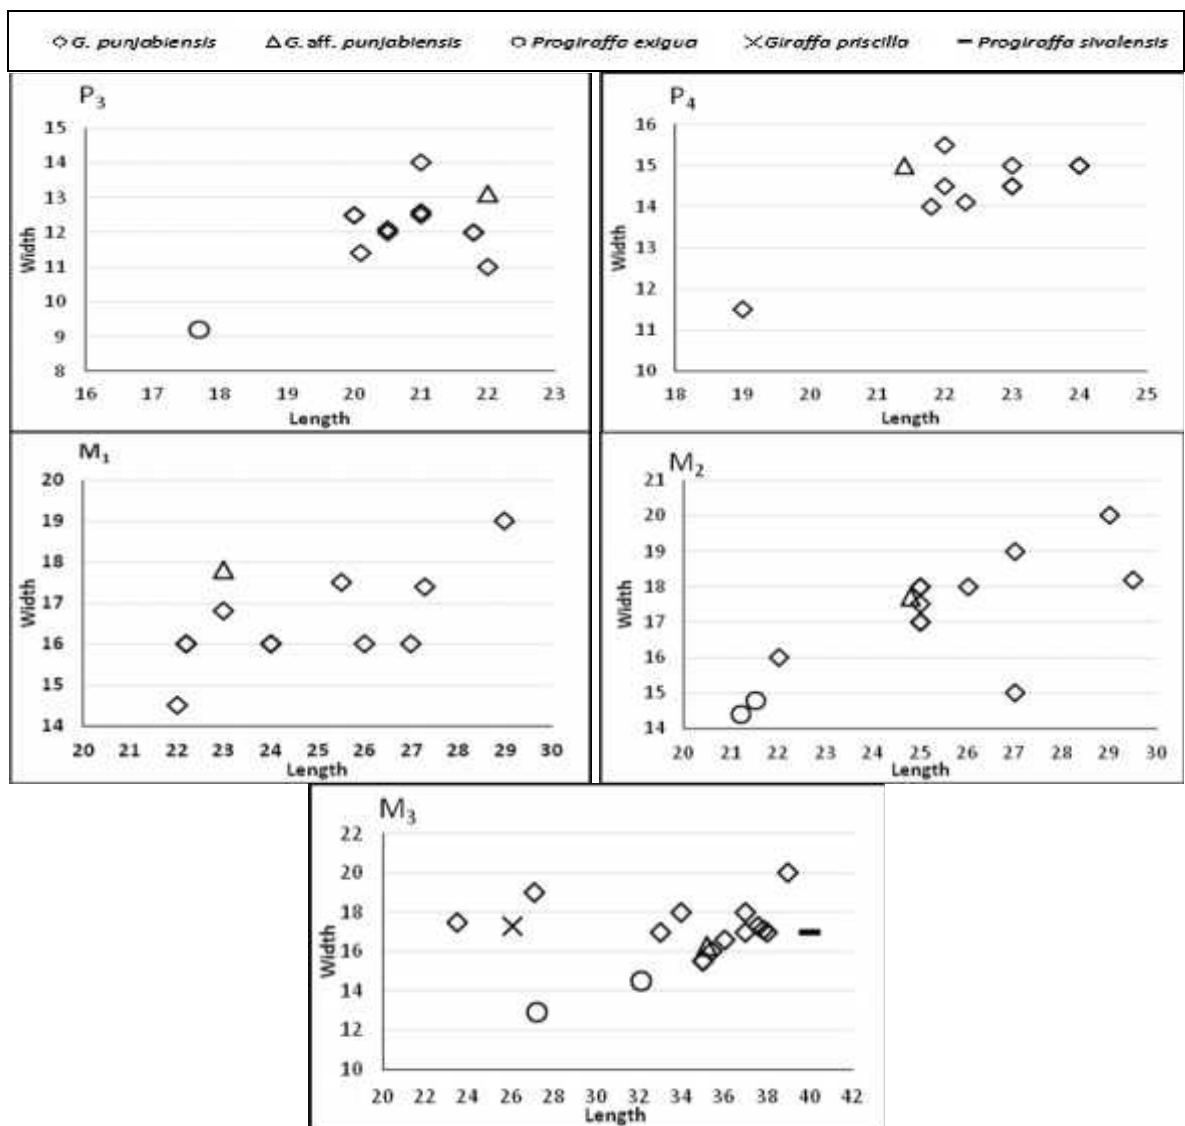 G. punjabiensis G. aff. punjabiensis Progiraffa exigua Giraffa priscilla Progiraffa sivalensis
P3
15
14
13
12
11
10
9
8
Width
16 17 18 19 20 21 22 23
Length
P4
16
15
14
13
12
11
10
Width
18 19 20 21 22 23 24 25
Length
M1
20
19
18
17
16
15
14
Width
20 21 22 23 24 25 26 27 28 29 30
Length
M2
21
20
19
18
17
16
15
14
Width
20 21 22 23 24 25 26 27 28 29 30
Length
M3
22
20
18
16
14
12
10
Width
20 22 24 26 28 30 32 34 36 38 40 42
Length